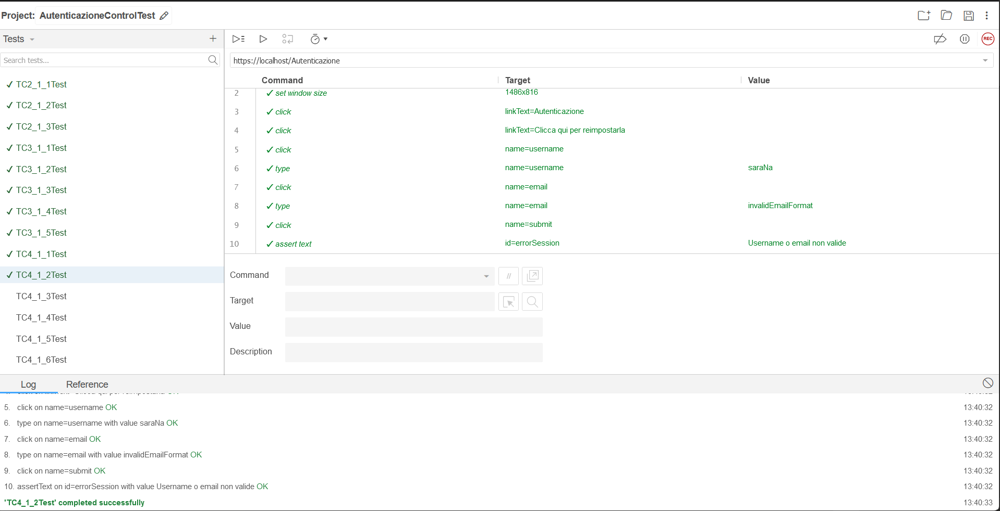 Project: AutenticazioneControlTest
Tests
Search tests...
TC2_1_1Test
TC2_1_2Test
TC2_1_3Test
TC3_1_1Test
TC3_1_2Test
TC3_1_3Test
TC3_1_4Test
TC3_1_5Test
TC4_1_1Test
TC4_1_2Test
TC4_1_3Test
TC4_1_4Test
TC4_1_5Test
TC4_1_6Test
REC
https://localhost/Autenticazione
Command Target Value
2 ✓ set window size 1486x816
3 ✓ click linkText=Autenticazione
4 ✓ click linkText=Clicca qui per reimpostarla
5 ✓ click name=username
6 ✓ type name=username saraNa
7 ✓ click name=email
8 ✓ type name=email invalidEmailFormat
9 ✓ click name=submit
10 ✓ assert text id=errorSession Username o email non valide
Command //
Target
Value
Description
Log Reference
5. click on name=username OK 13:40:32
6. type on name=username with value saraNa OK 13:40:32
7. click on name=email OK 13:40:32
8. type on name=email with value invalidEmailFormat OK 13:40:32
9. click on name=submit OK 13:40:32
10. assertText on id=errorSession with value Username o email non valide OK 13:40:32
'TC4_1_2Test' completed successfully 13:40:33